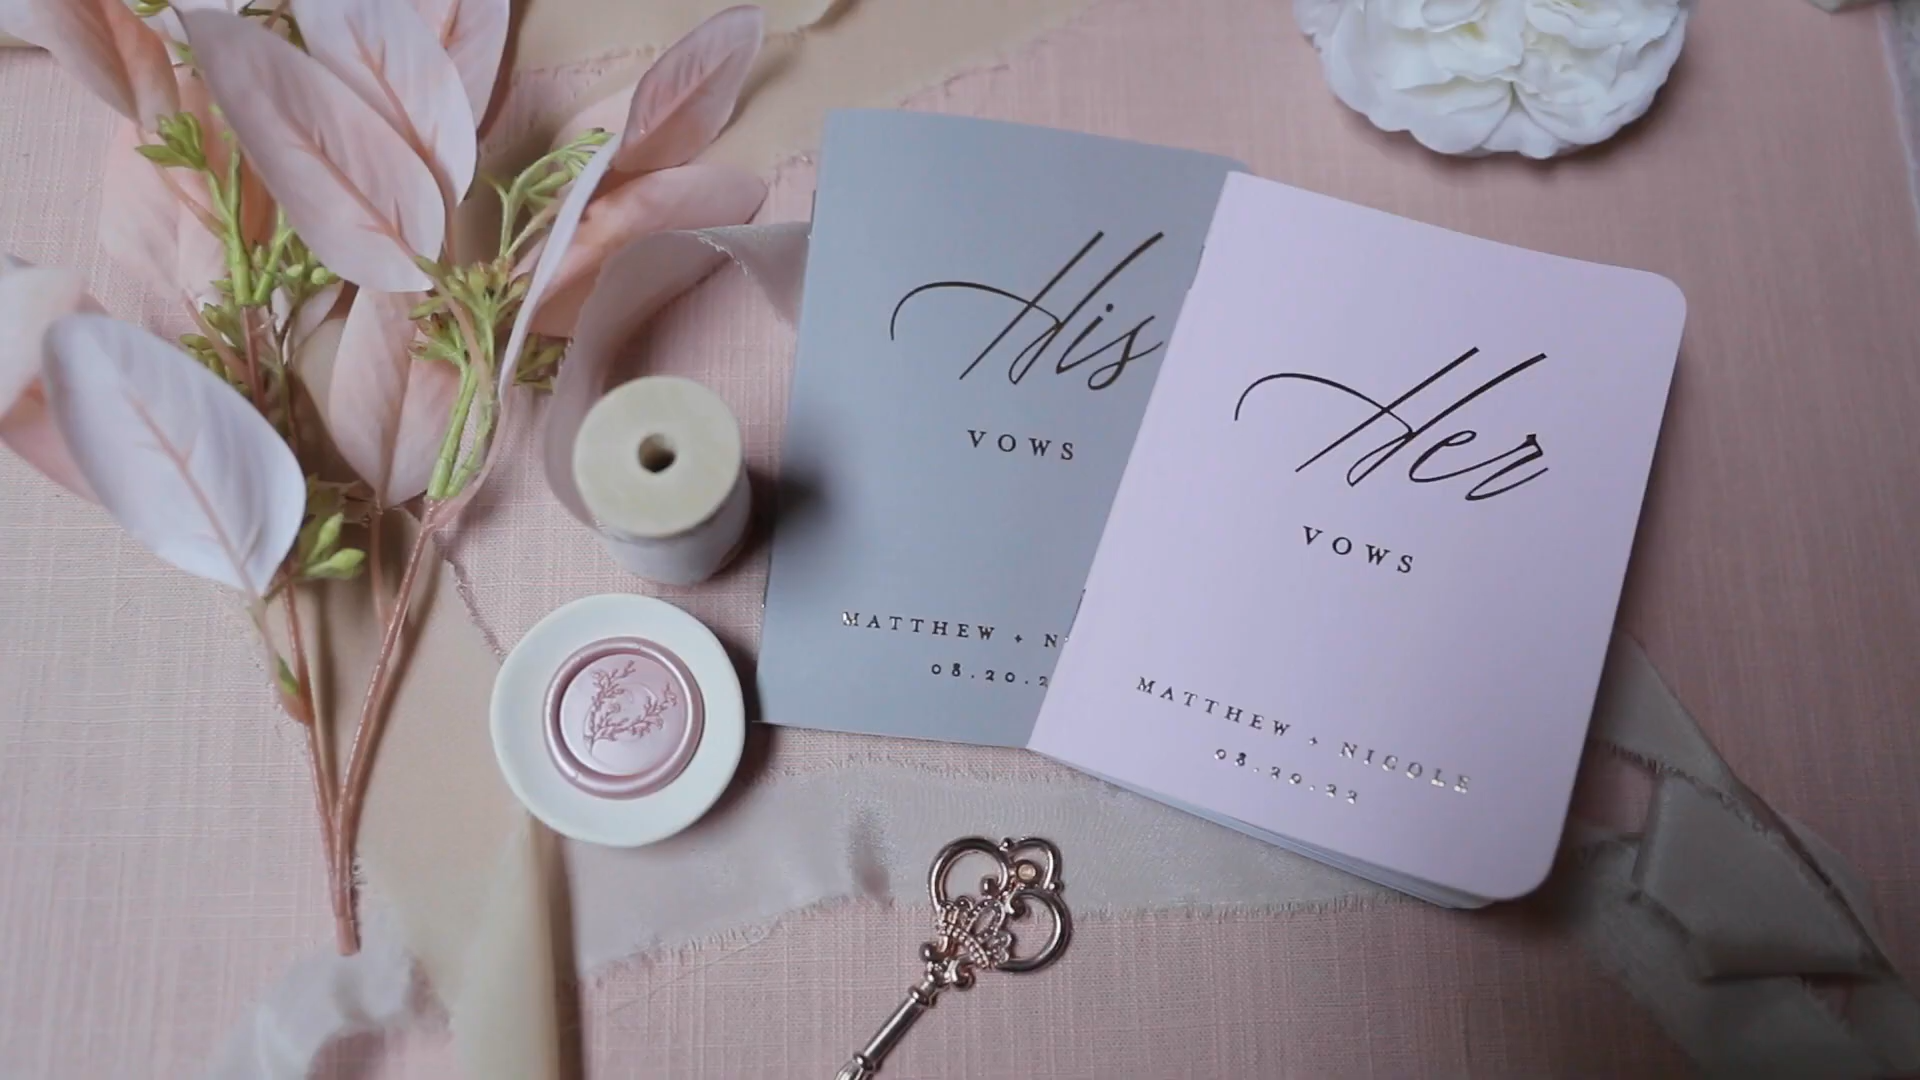 His
VOWS
MATTHEW + N
08.20.2
Her
VOWS
MATTHEW + NICOLE
08.20.22